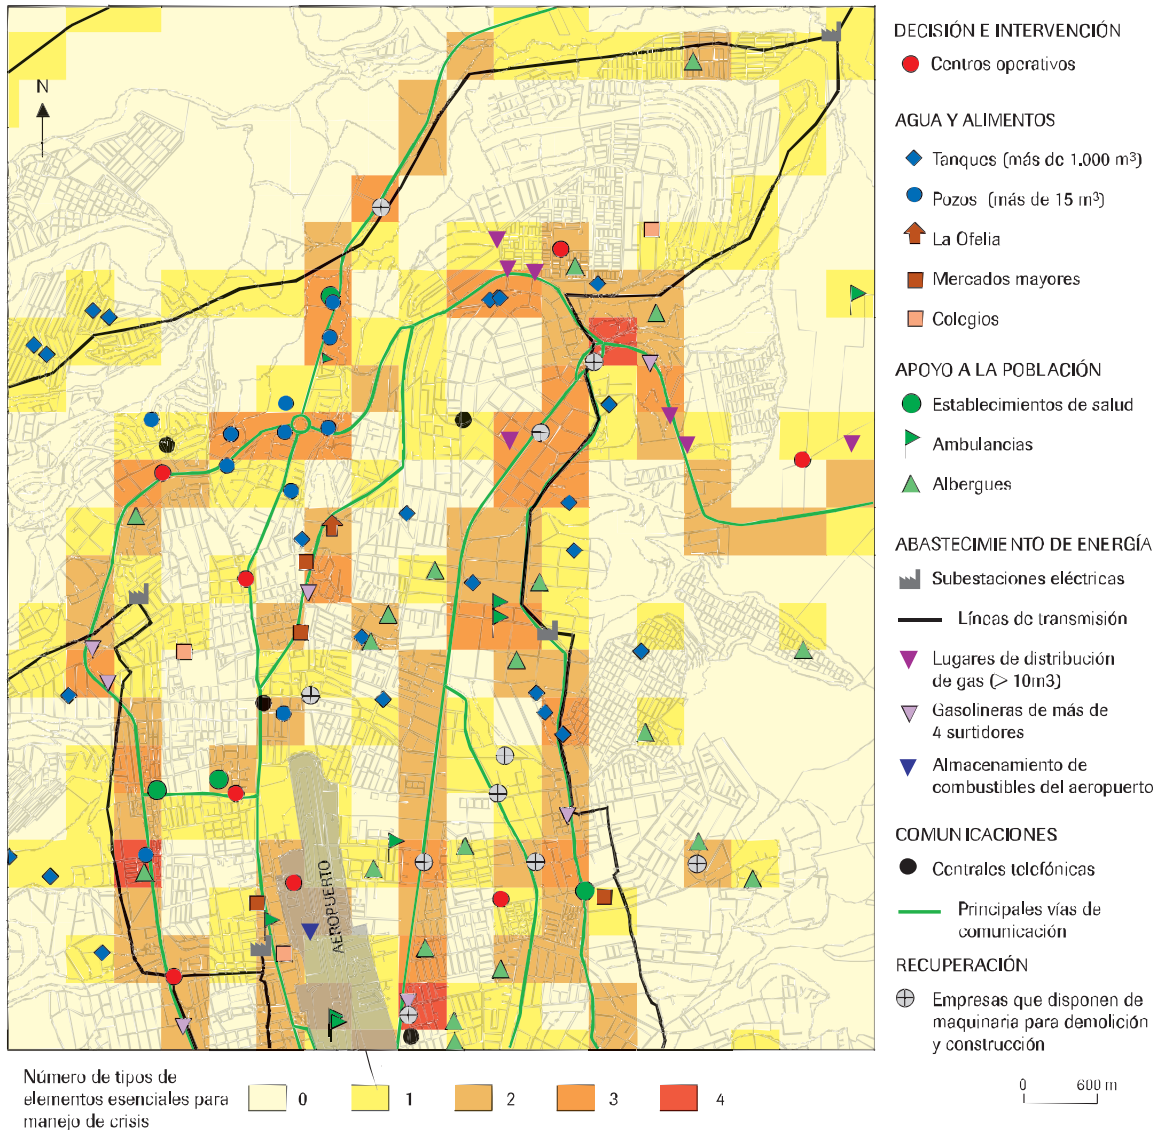 N
AEROPUERTO
DECISIÓN E INTERVENCIÓN
Centros operativos
AGUA Y ALIMENTOS
Tanques (más de 1.000 m³)
Pozos (más de 15 m³)
La Ofelia
Mercados mayores
Colegios
APOYO A LA POBLACIÓN
Establecimientos de salud
Ambulancias
Albergues
ABASTECIMIENTO DE ENERGÍA
Subestaciones eléctricas
Líneas de transmisión
Lugares de distribución
de gas (> 10m3)
Gasolineras de más de
4 surtidores
Almacenamiento de
combustibles del aeropuerto
COMUNICACIONES
Centrales telefónicas
Principales vías de
comunicación
RECUPERACIÓN
Empresas que disponen de
maquinaria para demolición
y construcción
0 600 m
Número de tipos de
elementos esenciales para
manejo de crisis
0 1 2 3 4